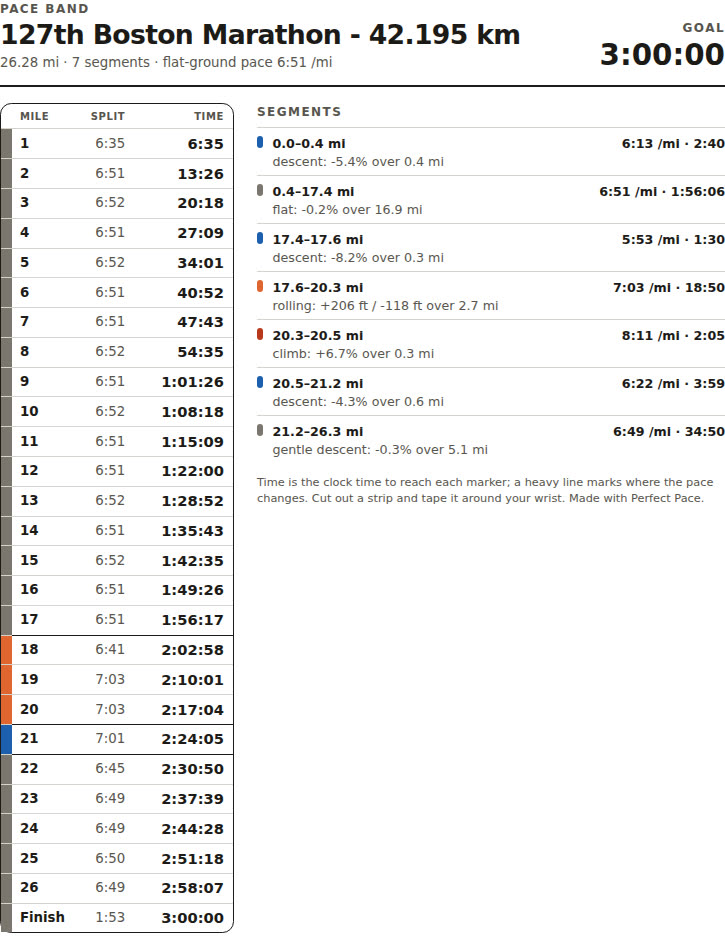 PACE BAND
127th Boston Marathon - 42.195 km
26.28 mi · 7 segments · flat-ground pace 6:51 /mi
GOAL
3:00:00
MILE SPLIT TIME
1 6:35 6:35
2 6:51 13:26
3 6:52 20:18
4 6:51 27:09
5 6:52 34:01
6 6:51 40:52
7 6:51 47:43
8 6:52 54:35
9 6:51 1:01:26
10 6:52 1:08:18
11 6:51 1:15:09
12 6:51 1:22:00
13 6:52 1:28:52
14 6:51 1:35:43
15 6:52 1:42:35
16 6:51 1:49:26
17 6:51 1:56:17
18 6:41 2:02:58
19 7:03 2:10:01
20 7:03 2:17:04
21 7:01 2:24:05
22 6:45 2:30:50
23 6:49 2:37:39
24 6:49 2:44:28
25 6:50 2:51:18
26 6:49 2:58:07
Finish 1:53 3:00:00
SEGMENTS
0.0–0.4 mi 6:13 /mi · 2:40
descent: -5.4% over 0.4 mi
0.4–17.4 mi 6:51 /mi · 1:56:06
flat: -0.2% over 16.9 mi
17.4–17.6 mi 5:53 /mi · 1:30
descent: -8.2% over 0.3 mi
17.6–20.3 mi 7:03 /mi · 18:50
rolling: +206 ft / -118 ft over 2.7 mi
20.3–20.5 mi 8:11 /mi · 2:05
climb: +6.7% over 0.3 mi
20.5–21.2 mi 6:22 /mi · 3:59
descent: -4.3% over 0.6 mi
21.2–26.3 mi 6:49 /mi · 34:50
gentle descent: -0.3% over 5.1 mi
Time is the clock time to reach each marker; a heavy line marks where the pace
changes. Cut out a strip and tape it around your wrist. Made with Perfect Pace.